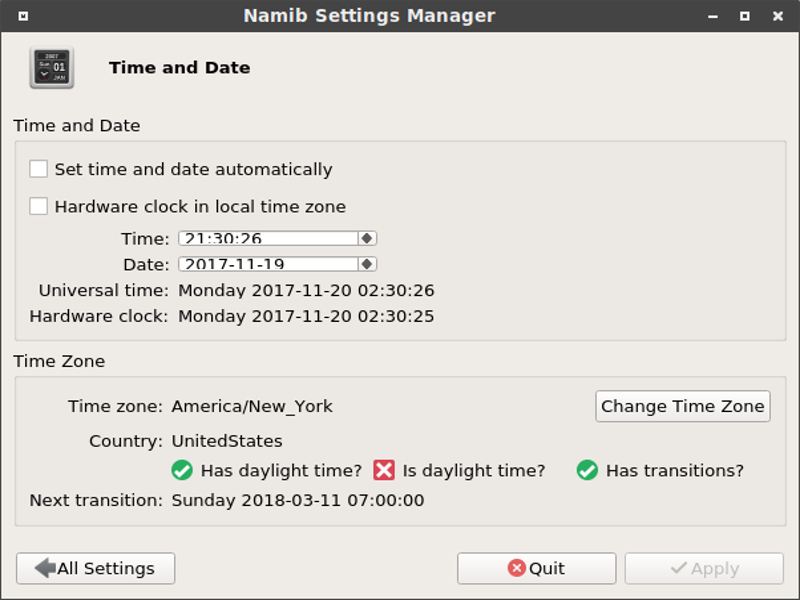 Namib Settings Manager
Time and Date
Time and Date
Set time and date automatically
Hardware clock in local time zone
Time: 21:30:26
Date: 2017-11-19
Universal time: Monday 2017-11-20 02:30:26
Hardware clock: Monday 2017-11-20 02:30:25
Time Zone
Time zone: America/New_York Change Time Zone
Country: UnitedStates
Has daylight time? Is daylight time? Has transitions?
Next transition: Sunday 2018-03-11 07:00:00
All Settings Quit Apply